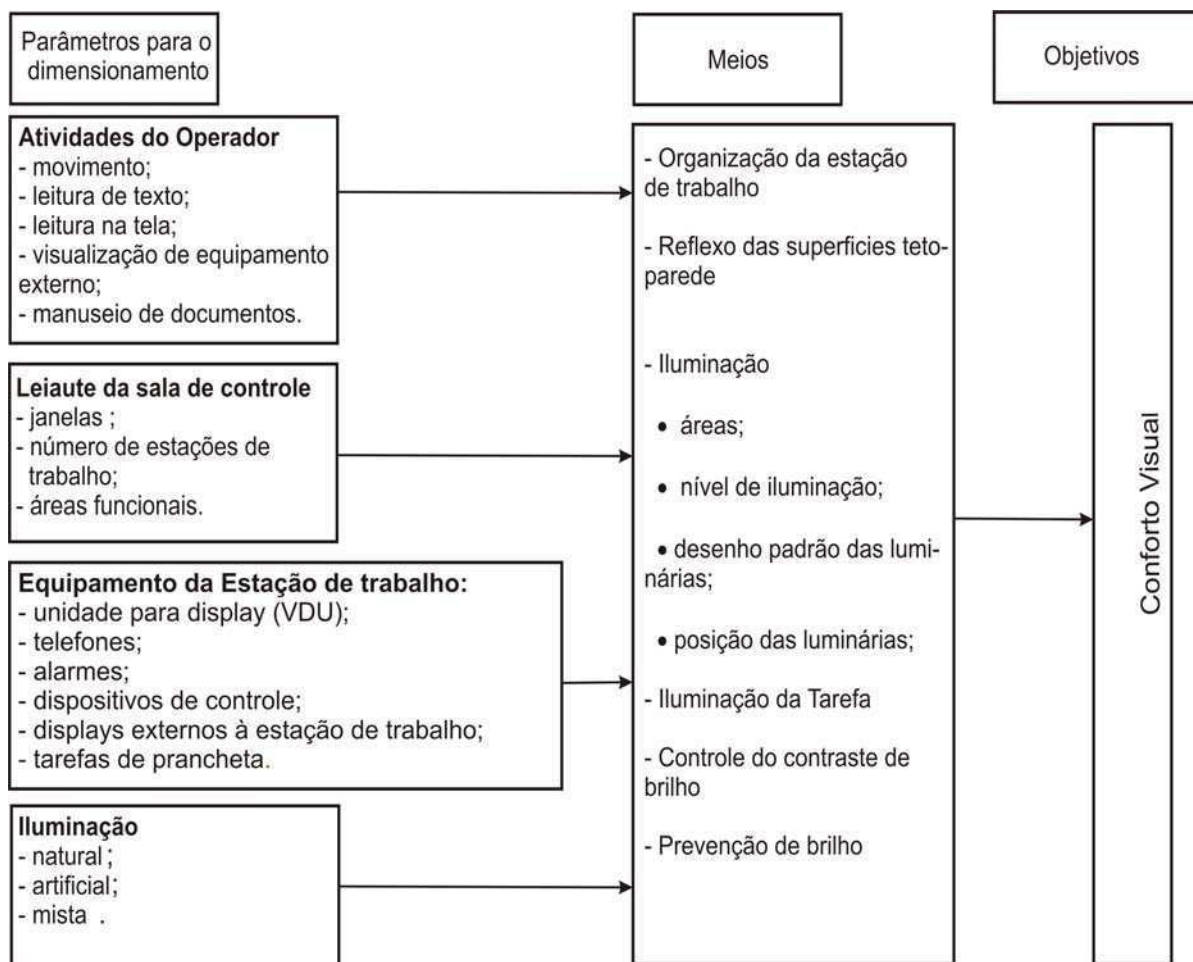 Parâmetros para o
dimensionamento
Meios
Objetivos
Atividades do Operador
- movimento;
- leitura de texto;
- leitura na tela;
- visualização de equipamento
externo;
- manuseio de documentos.
Leiaute da sala de controle
- janelas ;
- número de estações de
trabalho;
- áreas funcionais.
Equipamento da Estação de trabalho:
- unidade para display (VDU);
- telefones;
- alarmes;
- dispositivos de controle;
- displays externos à estação de trabalho;
- tarefas de prancheta.
Iluminação
- natural ;
- artificial;
- mista .
- Organização da estação
de trabalho
- Reflexo das superficies teto-
parede
- Iluminação
• áreas;
• nível de iluminação;
• desenho padrão das lumi-
nárias;
• posição das luminárias;
- Iluminação da Tarefa
- Controle do contraste de
brilho
- Prevenção de brilho
Conforto Visual